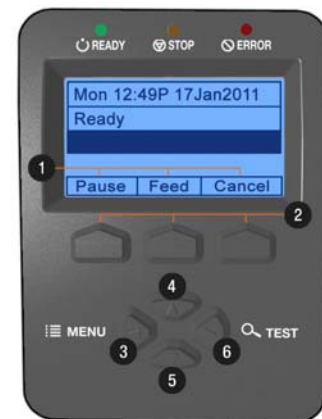 READY STOP ERROR
Mon 12:49P 17Jan2011
Ready
1
Pause Feed Cancel
2
4
MENU TEST
3 6
5